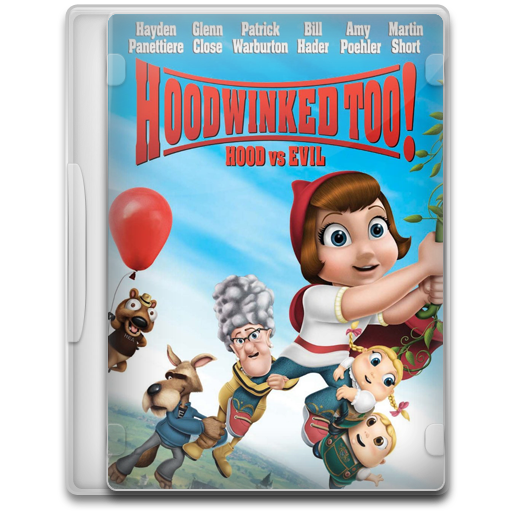 Hayden Glenn Patrick Bill Amy Martin
Panettiere Close Warburton Hader Poehler Short
HOODWINKED TOO!
HOOD vs EVIL